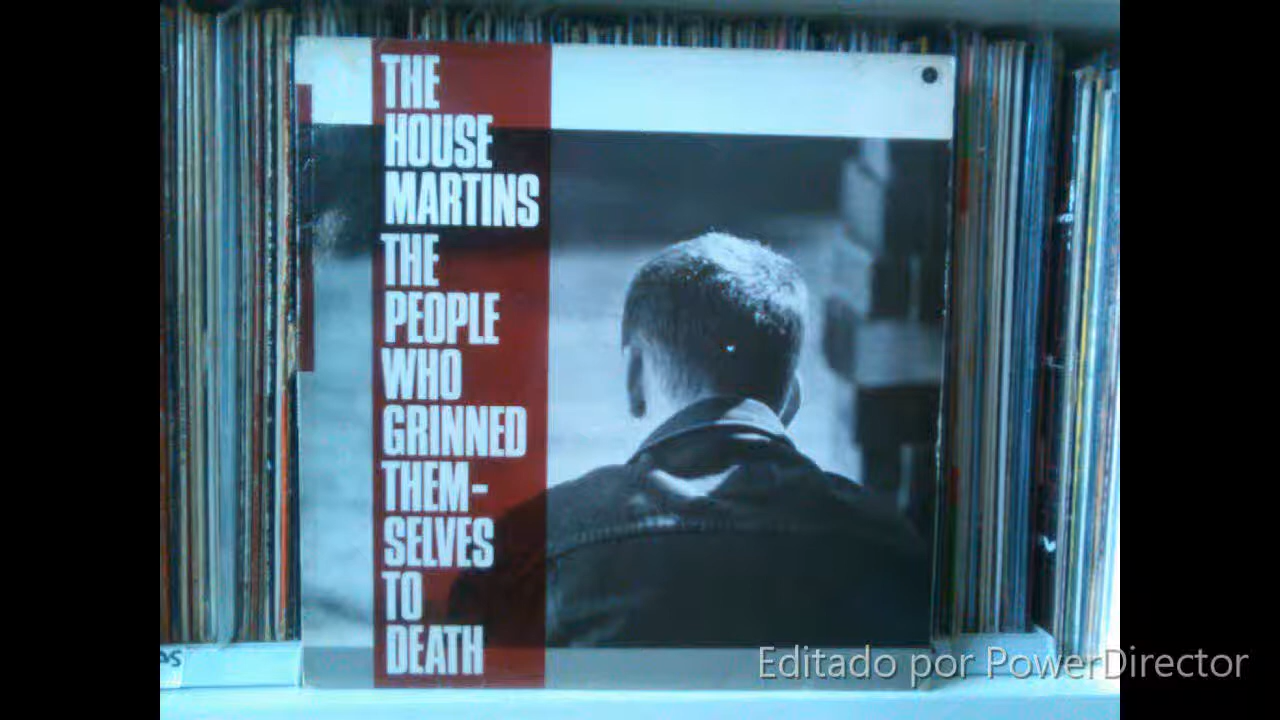 THE
HOUSE
MARTINS
THE
PEOPLE
WHO
GRINNED
THEM-
SELVES
TO
DEATH
Editado por PowerDirector